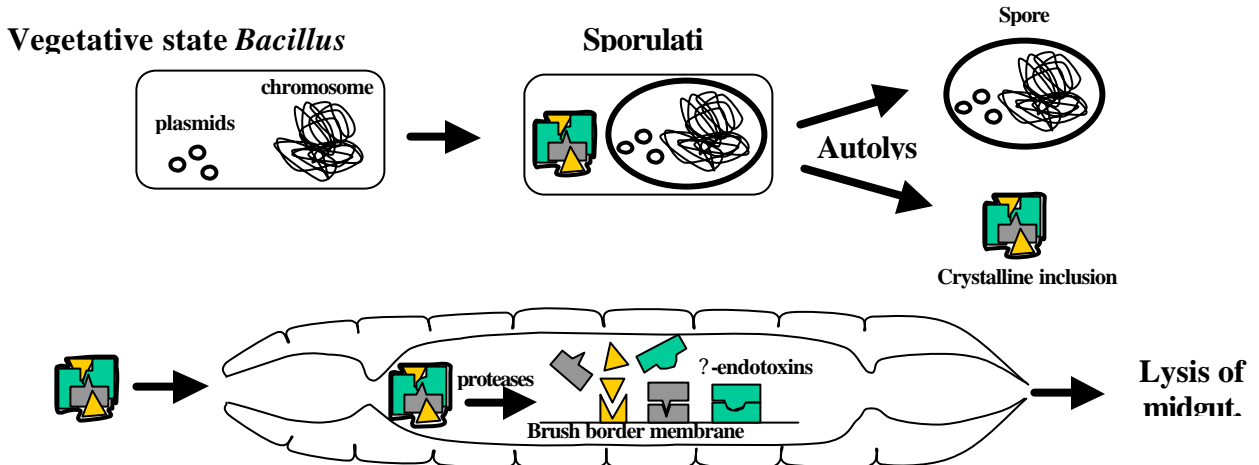 Spore
Vegetative state Bacillus
Sporulati
chromosome
plasmids
Autolys
Crystalline inclusion
proteases
?-endotoxins
Brush border membrane
Lysis of
midgut.